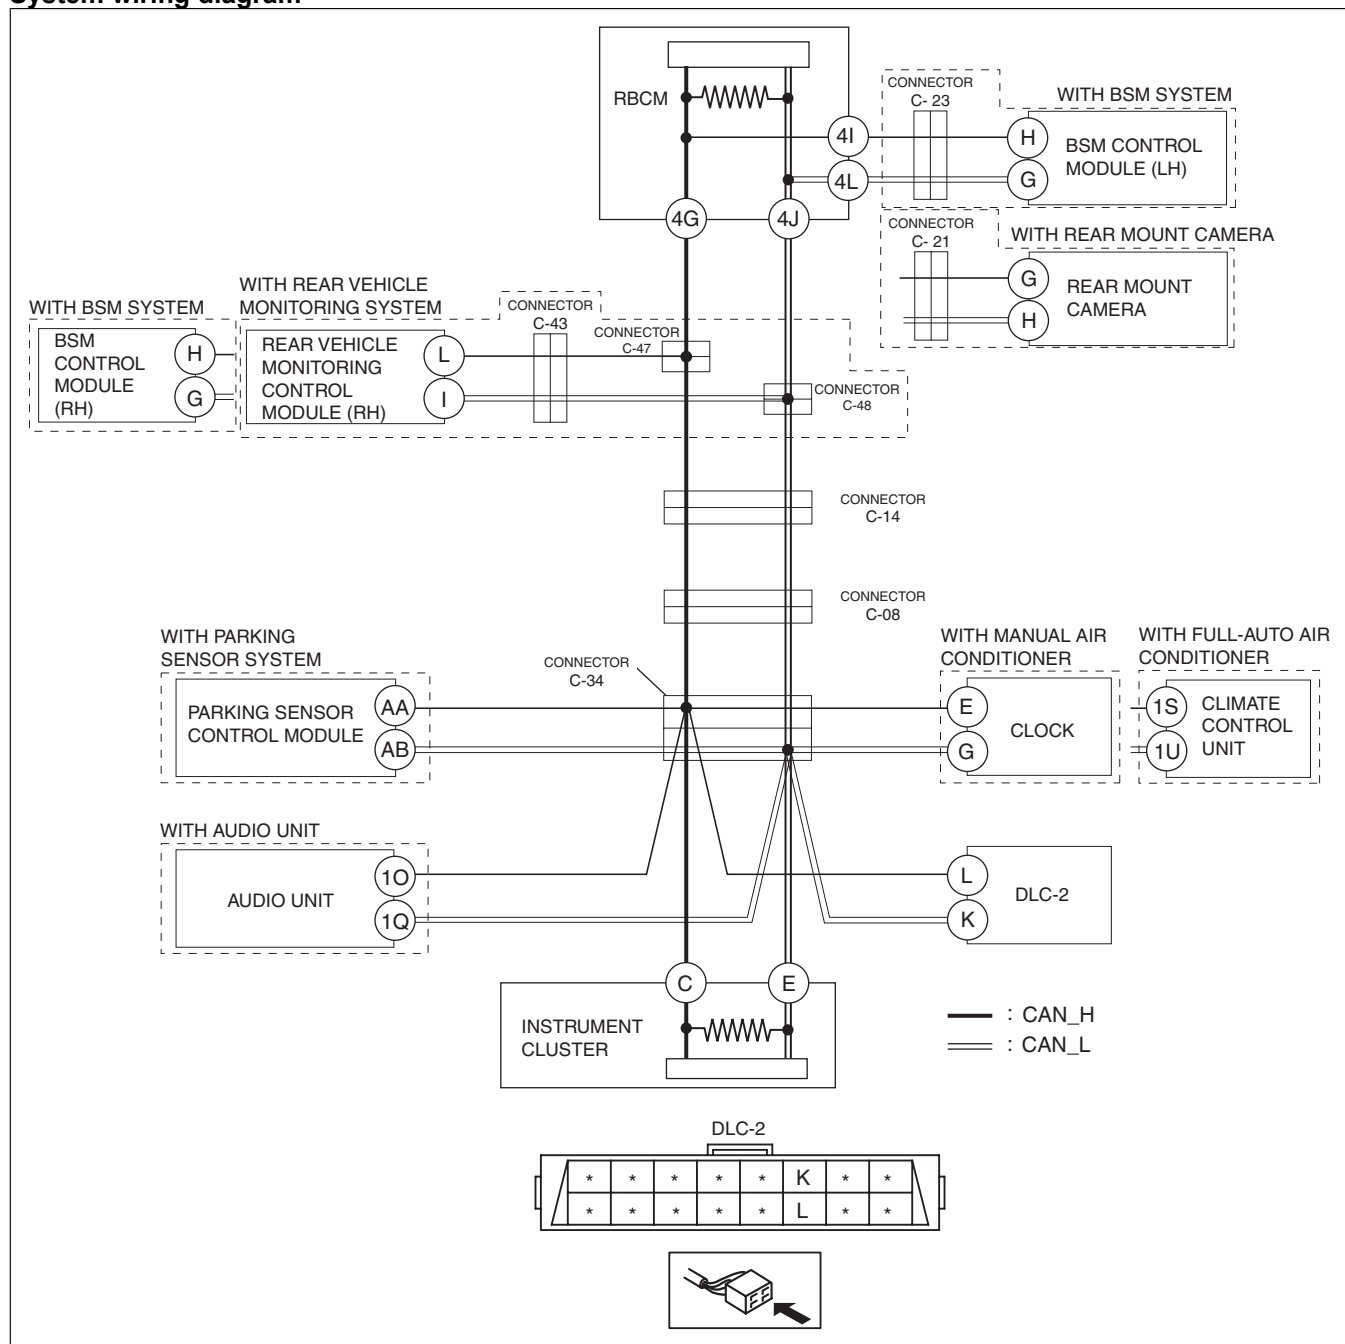 System wiring diagram
RBCM
4I
4L
4G
4J
CONNECTOR
C- 23
WITH BSM SYSTEM
H
G
BSM CONTROL
MODULE (LH)
CONNECTOR
C- 21
WITH REAR MOUNT CAMERA
G
H
REAR MOUNT
CAMERA
WITH BSM SYSTEM
BSM
CONTROL
MODULE
(RH)
H
G
WITH REAR VEHICLE
MONITORING SYSTEM
REAR VEHICLE
MONITORING
CONTROL
MODULE (RH)
L
I
CONNECTOR
C-43
CONNECTOR
C-47
CONNECTOR
C-48
CONNECTOR
C-14
CONNECTOR
C-08
WITH PARKING
SENSOR SYSTEM
PARKING SENSOR
CONTROL MODULE
AA
AB
CONNECTOR
C-34
WITH MANUAL AIR
CONDITIONER
E
G
CLOCK
WITH FULL-AUTO AIR
CONDITIONER
1S
1U
CLIMATE
CONTROL
UNIT
WITH AUDIO UNIT
AUDIO UNIT
1O
1Q
L
K
DLC-2
C
E
INSTRUMENT
CLUSTER
: CAN_H
: CAN_L
DLC-2
* * * * * K * *
* * * * * L * *